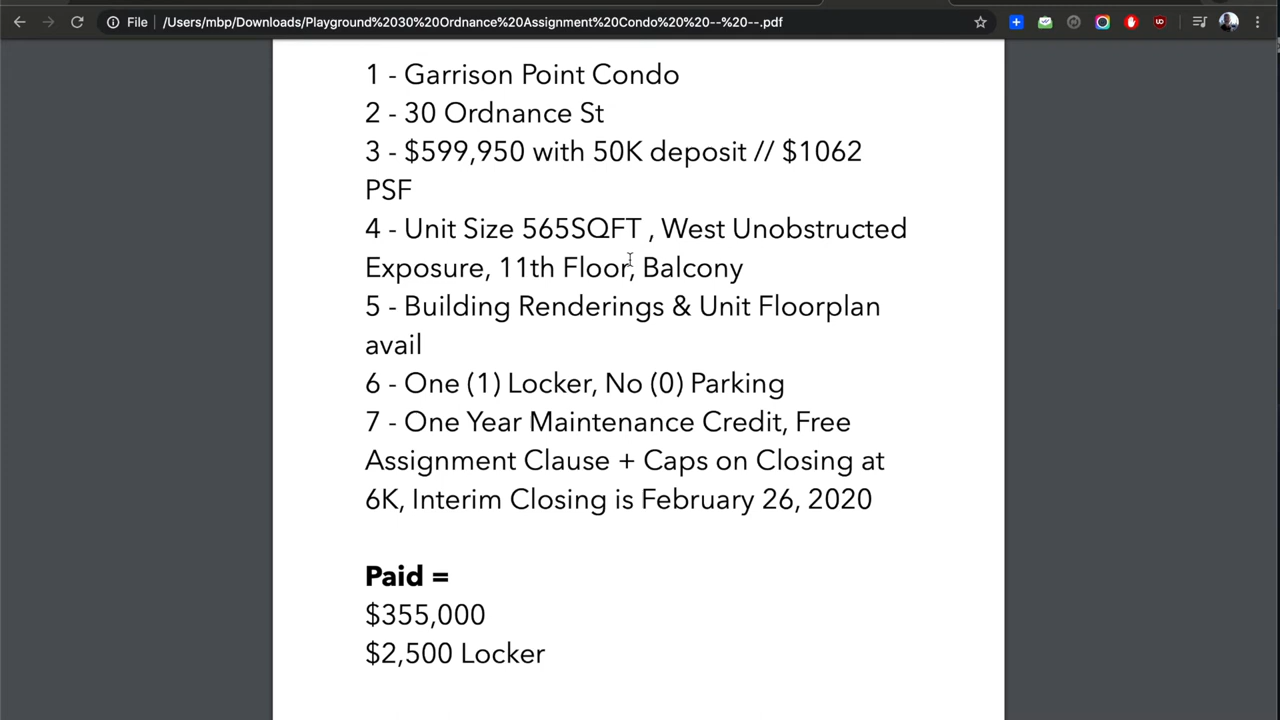 File /Users/mbp/Downloads/Playground%2030%20Ordnance%20Assignment%20Condo%20%20--%20--.pdf
1 - Garrison Point Condo
2 - 30 Ordnance St
3 - $599,950 with 50K deposit // $1062
PSF
4 - Unit Size 565SQFT , West Unobstructed
Exposure, 11th Floor, Balcony
5 - Building Renderings & Unit Floorplan
avail
6 - One (1) Locker, No (0) Parking
7 - One Year Maintenance Credit, Free
Assignment Clause + Caps on Closing at
6K, Interim Closing is February 26, 2020
Paid =
$355,000
$2,500 Locker